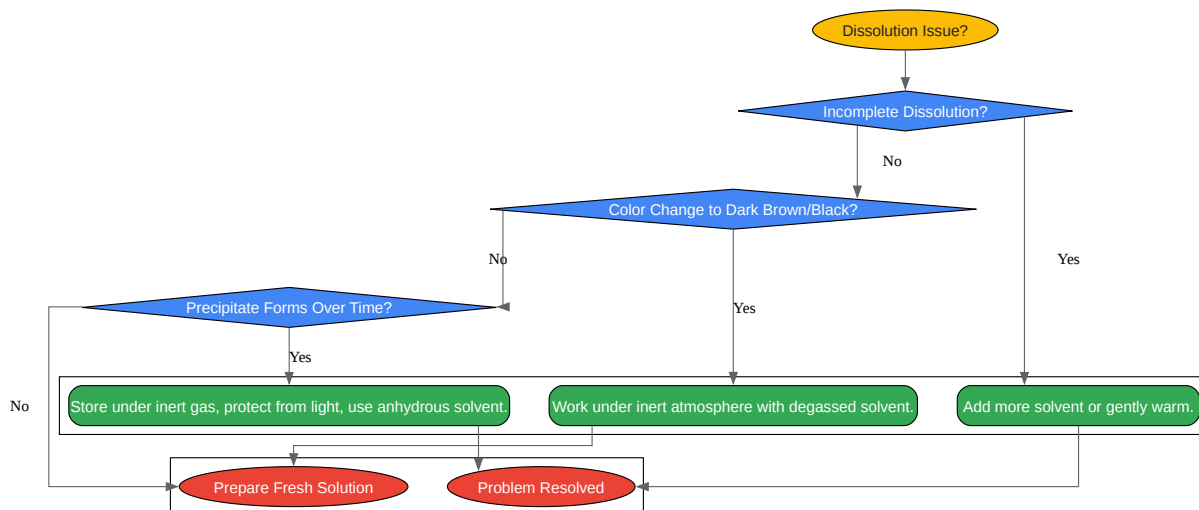 Dissolution Issue?
Incomplete Dissolution?
No
Color Change to Dark Brown/Black?
No
Yes
Precipitate Forms Over Time?
Yes
Yes
No
Store under inert gas, protect from light, use anhydrous solvent.
Work under inert atmosphere with degassed solvent.
Add more solvent or gently warm.
Prepare Fresh Solution
Problem Resolved